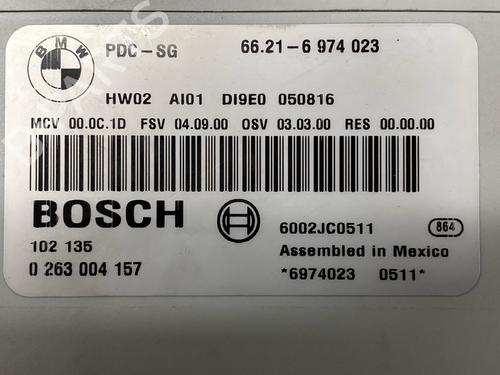 BMW
PDC-SG 66.21-6 974 023
HW02 AI01 DI9E0 050816
MCV 00.0C.1D FSV 04.09.00 OSV 03.03.00 RES 00.00.00
BOSCH
6002JC0511 864
102 135 Assembled in Mexico
0 263 004 157 *6974023 0511*